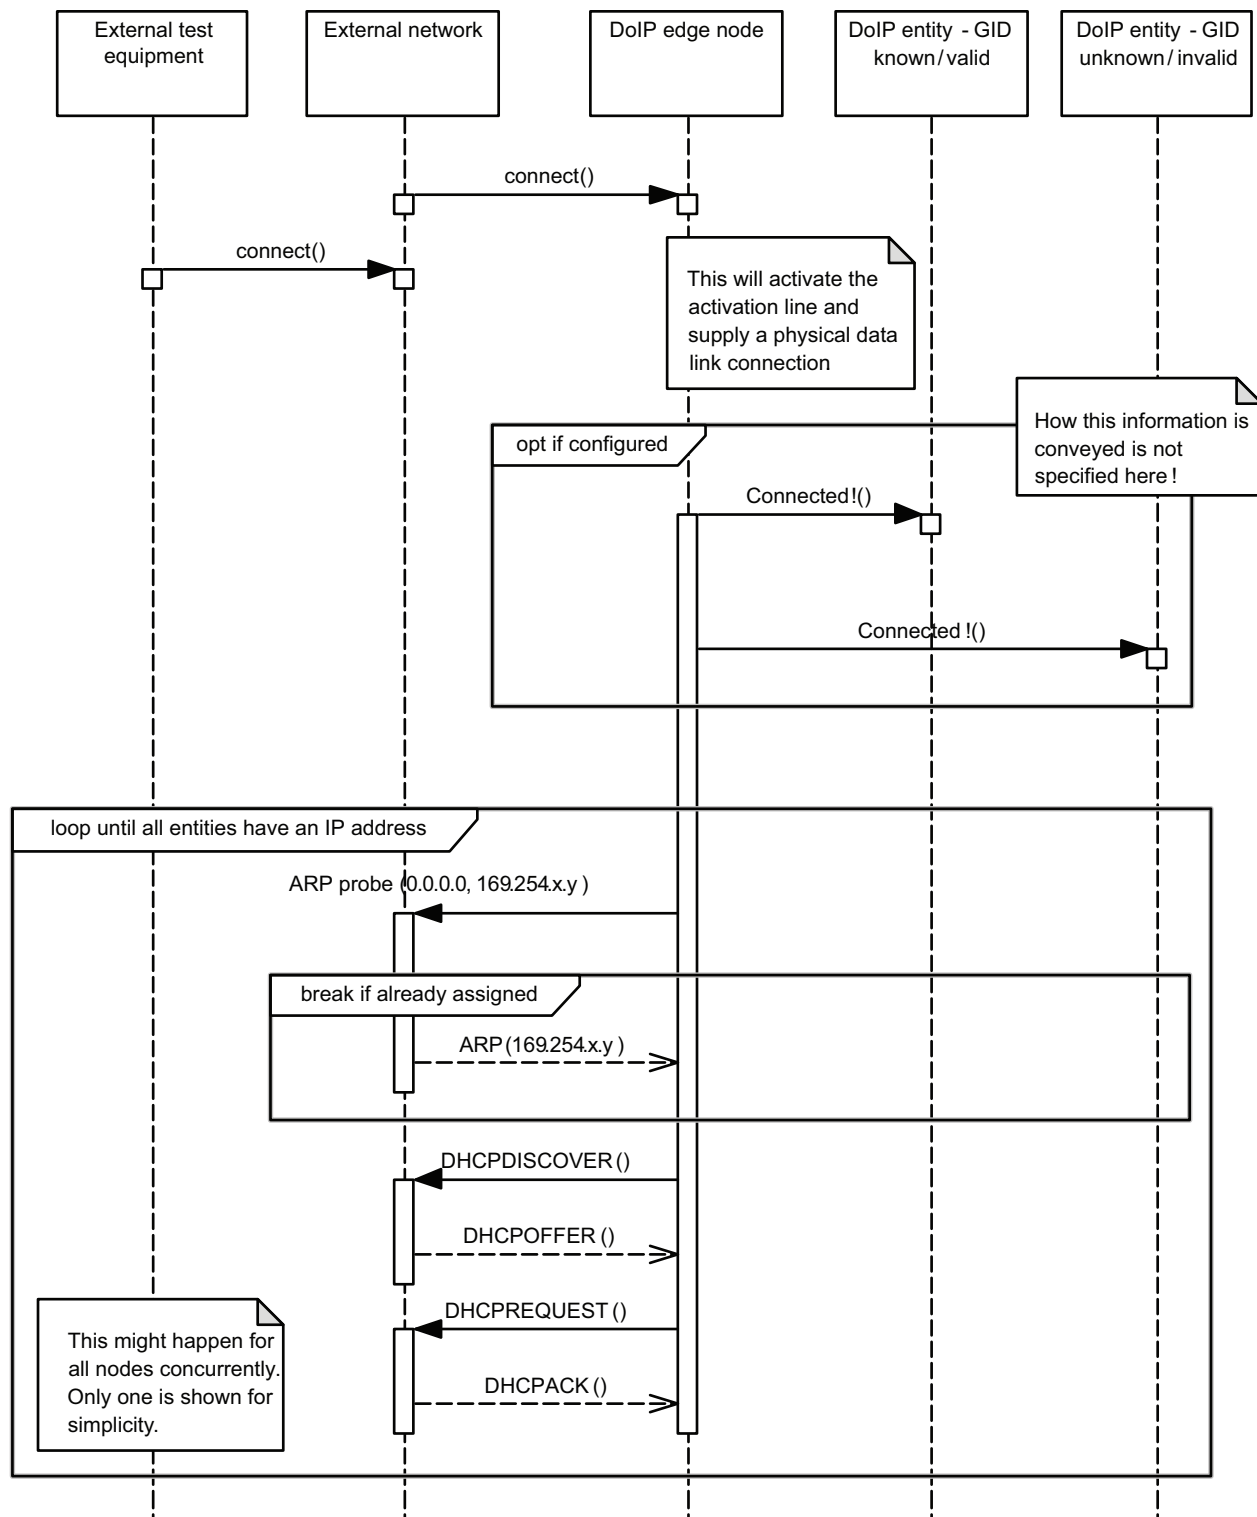 External test
equipment
External network
DoIP edge node
DoIP entity - GID
known/valid
DoIP entity - GID
unknown/invalid
connect()
connect()
This will activate the
activation line and
supply a physical data
link connection
How this information is
conveyed is not
specified here!
opt if configured
Connected!()
Connected!()
loop until all entities have an IP address
ARP probe (0.0.0.0, 169.254.x.y)
break if already assigned
ARP(169.254.x.y)
DHCPDISCOVER()
DHCPOFFER()
DHCPREQUEST()
DHCPACK()
This might happen for
all nodes concurrently.
Only one is shown for
simplicity.